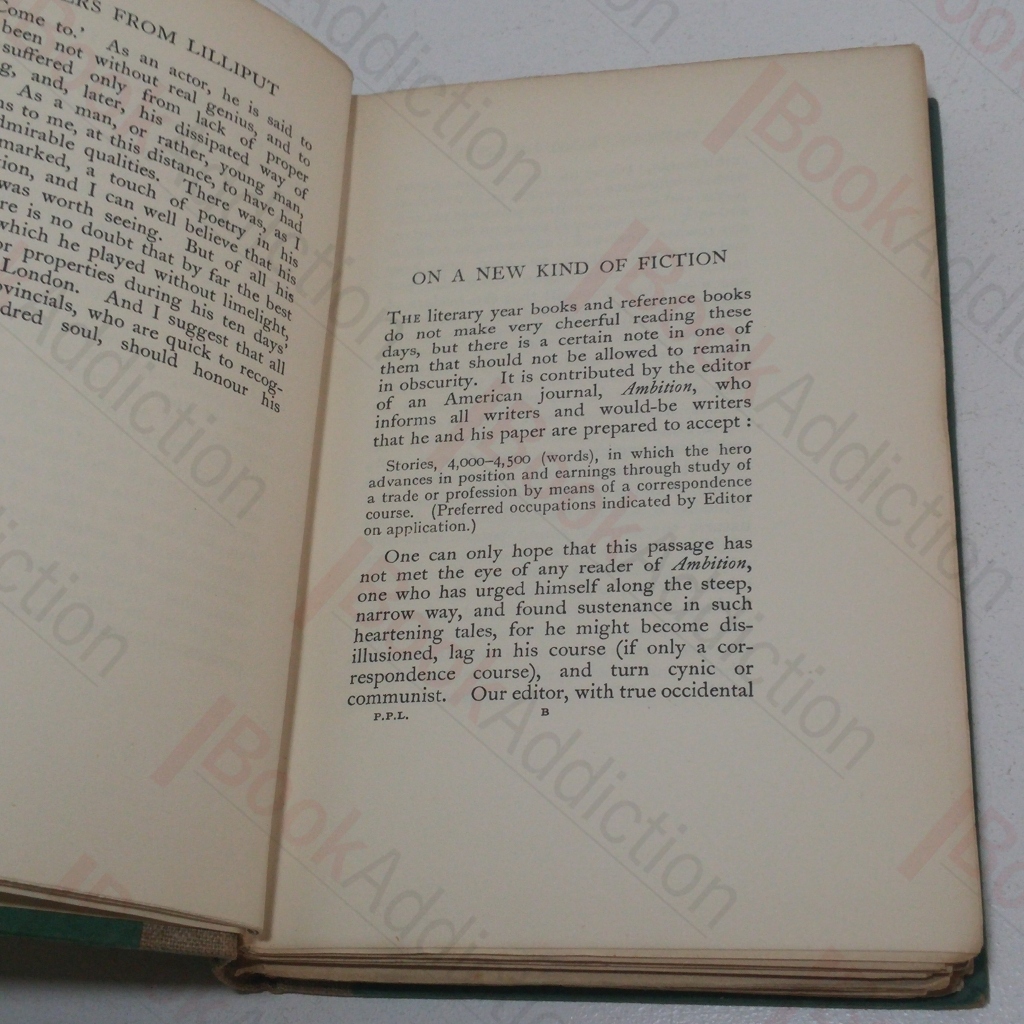 ERS FROM LILLIPUT
Come to.' As an actor, he is said to
been not without real genius, and to
suffered only from lack of proper
g, and, later, his dissipated way of
As a man, or rather, young man,
ns to me, at this distance, to have had
dmirable qualities. There was, as I
marked, a touch of poetry in his
tion, and I can well believe that his
was worth seeing. But of all his
re is no doubt that by far the best
which he played without limelight,
or properties during his ten days'
London. And I suggest that all
ovincials, who are quick to recog-
dred soul, should honour his
ON A NEW KIND OF FICTION
THE literary year books and reference books
do not make very cheerful reading these
days, but there is a certain note in one of
them that should not be allowed to remain
in obscurity. It is contributed by the editor
of an American journal, Ambition, who
informs all writers and would-be writers
that he and his paper are prepared to accept :
Stories, 4,000–4,500 (words), in which the hero
advances in position and earnings through study of
a trade or profession by means of a correspondence
course. (Preferred occupations indicated by Editor
on application.)
One can only hope that this passage has
not met the eye of any reader of Ambition,
one who has urged himself along the steep,
narrow way, and found sustenance in such
heartening tales, for he might become dis-
illusioned, lag in his course (if only a cor-
respondence course), and turn cynic or
communist. Our editor, with true occidental
P.P.L. B
BookAddiction